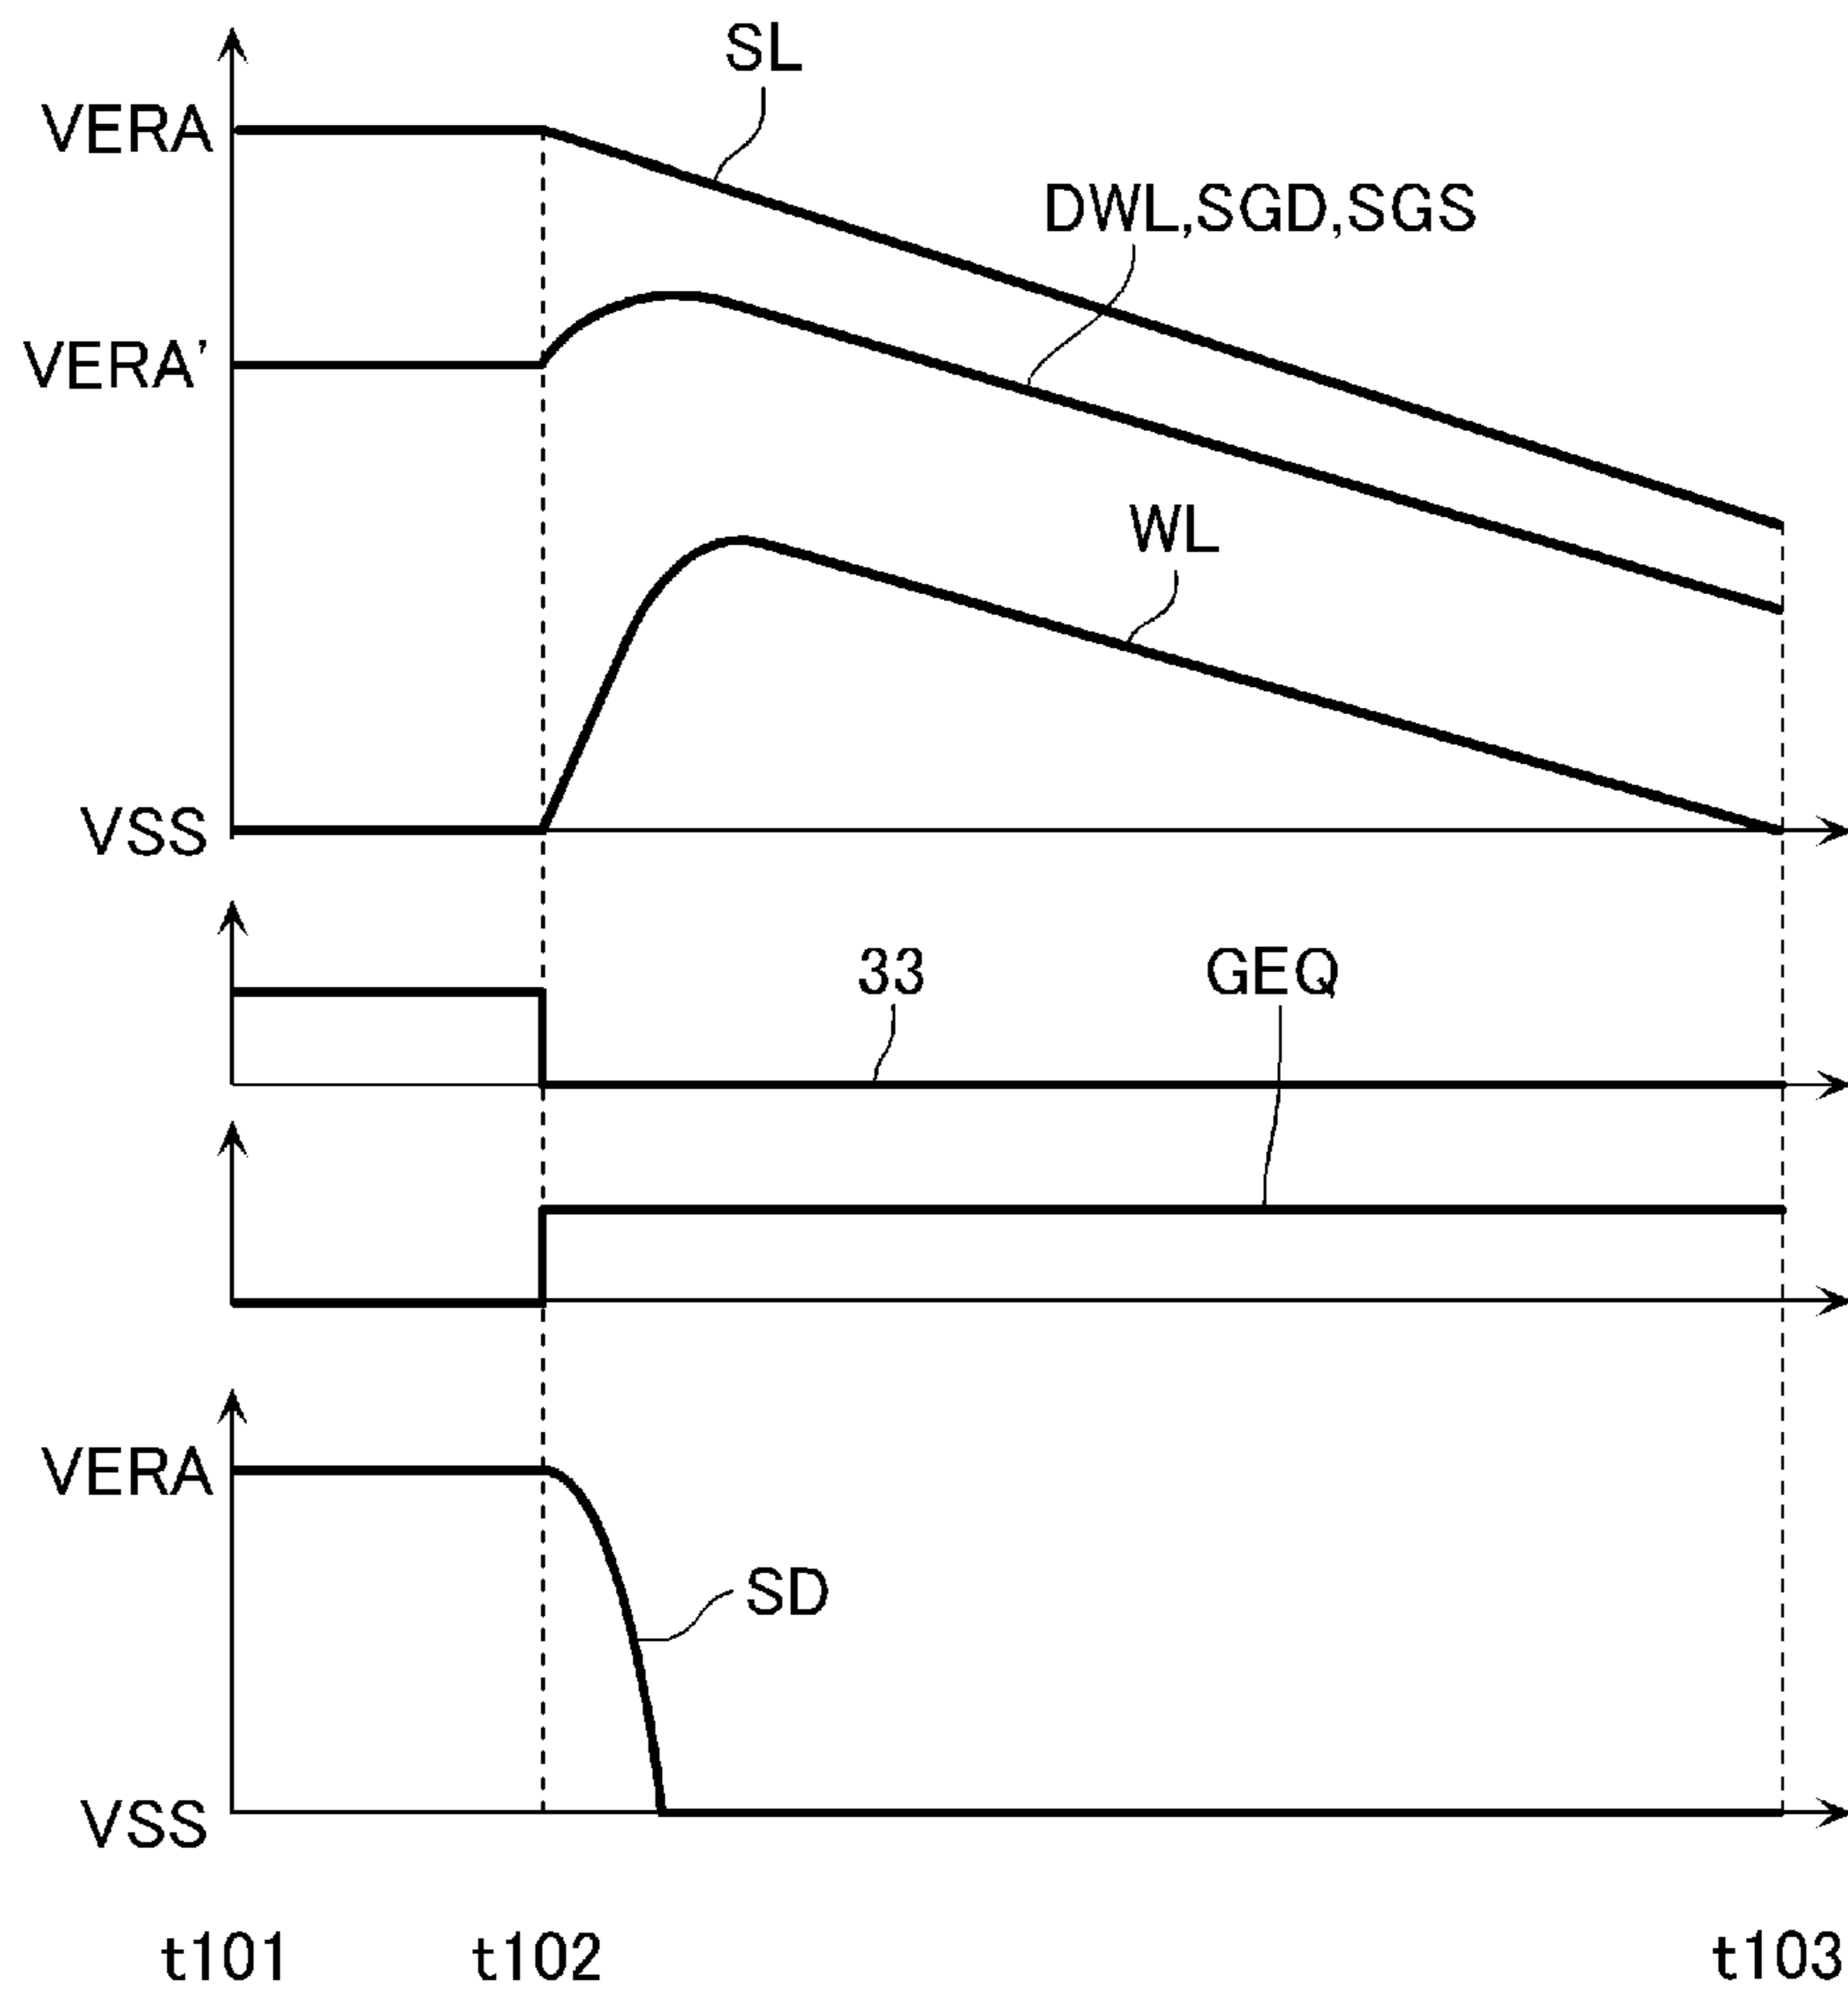 SL
VERA
DWL,SGD,SGS
VERA'
WL
VSS
33
GEQ
VERA
SD
VSS
t101
t102
t103